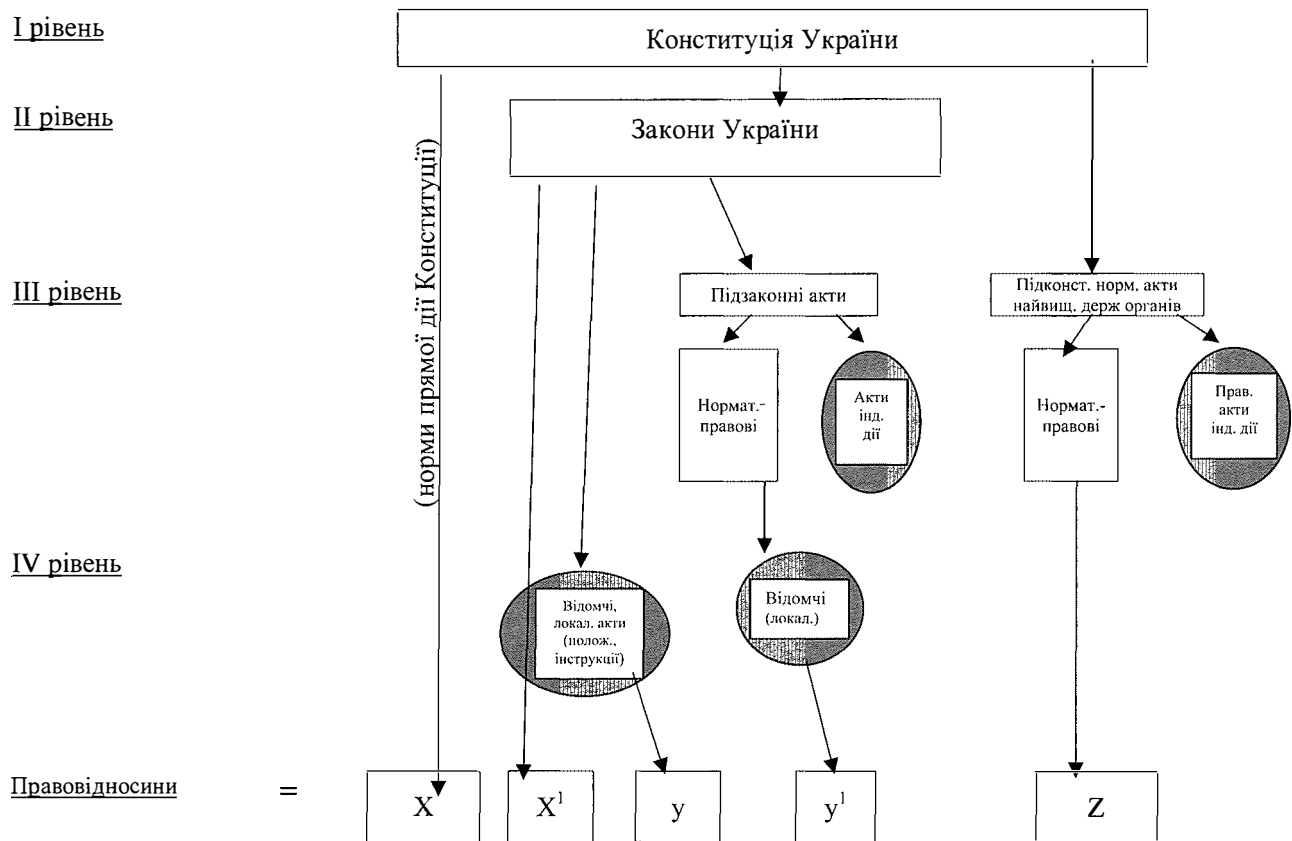 I рівень
Конституція України
II рівень
Закони України
(норми прямої дії Конституції)
III рівень
Підзаконні акти
Підконст. норм. акти
найвищ. держ органів
Нормат.-
правові
Акти
інд.
дії
Нормат.-
правові
Прав.
акти
інд. дії
IV рівень
Відомчі,
локал. акти
(полож.,
інструкції)
Відомчі
(локал.)
Правовідносини
=
X
X¹
y
y¹
Z